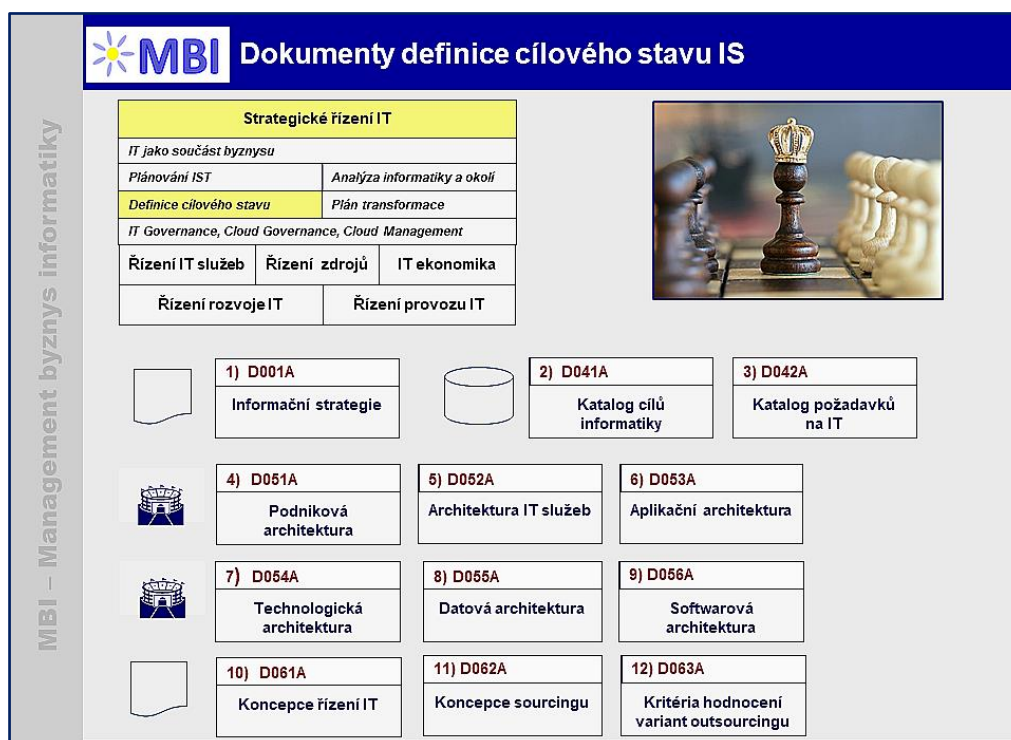 MBI
Dokumenty definice cílového stavu IS
MBI – Management byznys informatiky
Strategické řízení IT
IT jako součást byznysu
Plánování IST
Analýza informatiky a okolí
Definice cílového stavu
Plán transformace
IT Governance, Cloud Governance, Cloud Management
Řízení IT služeb
Řízení zdrojů
IT ekonomika
Řízení rozvoje IT
Řízení provozu IT
1) D001A
Informační strategie
2) D041A
Katalog cílů
informatiky
3) D042A
Katalog požadavků
na IT
4) D051A
Podniková
architektura
5) D052A
Architektura IT služeb
6) D053A
Aplikační architektura
7) D054A
Technologická
architektura
8) D055A
Datová architektura
9) D056A
Softwarová
architektura
10) D061A
Koncepce řízení IT
11) D062A
Koncepce sourcingu
12) D063A
Kritéria hodnocení
variant outsourcingu